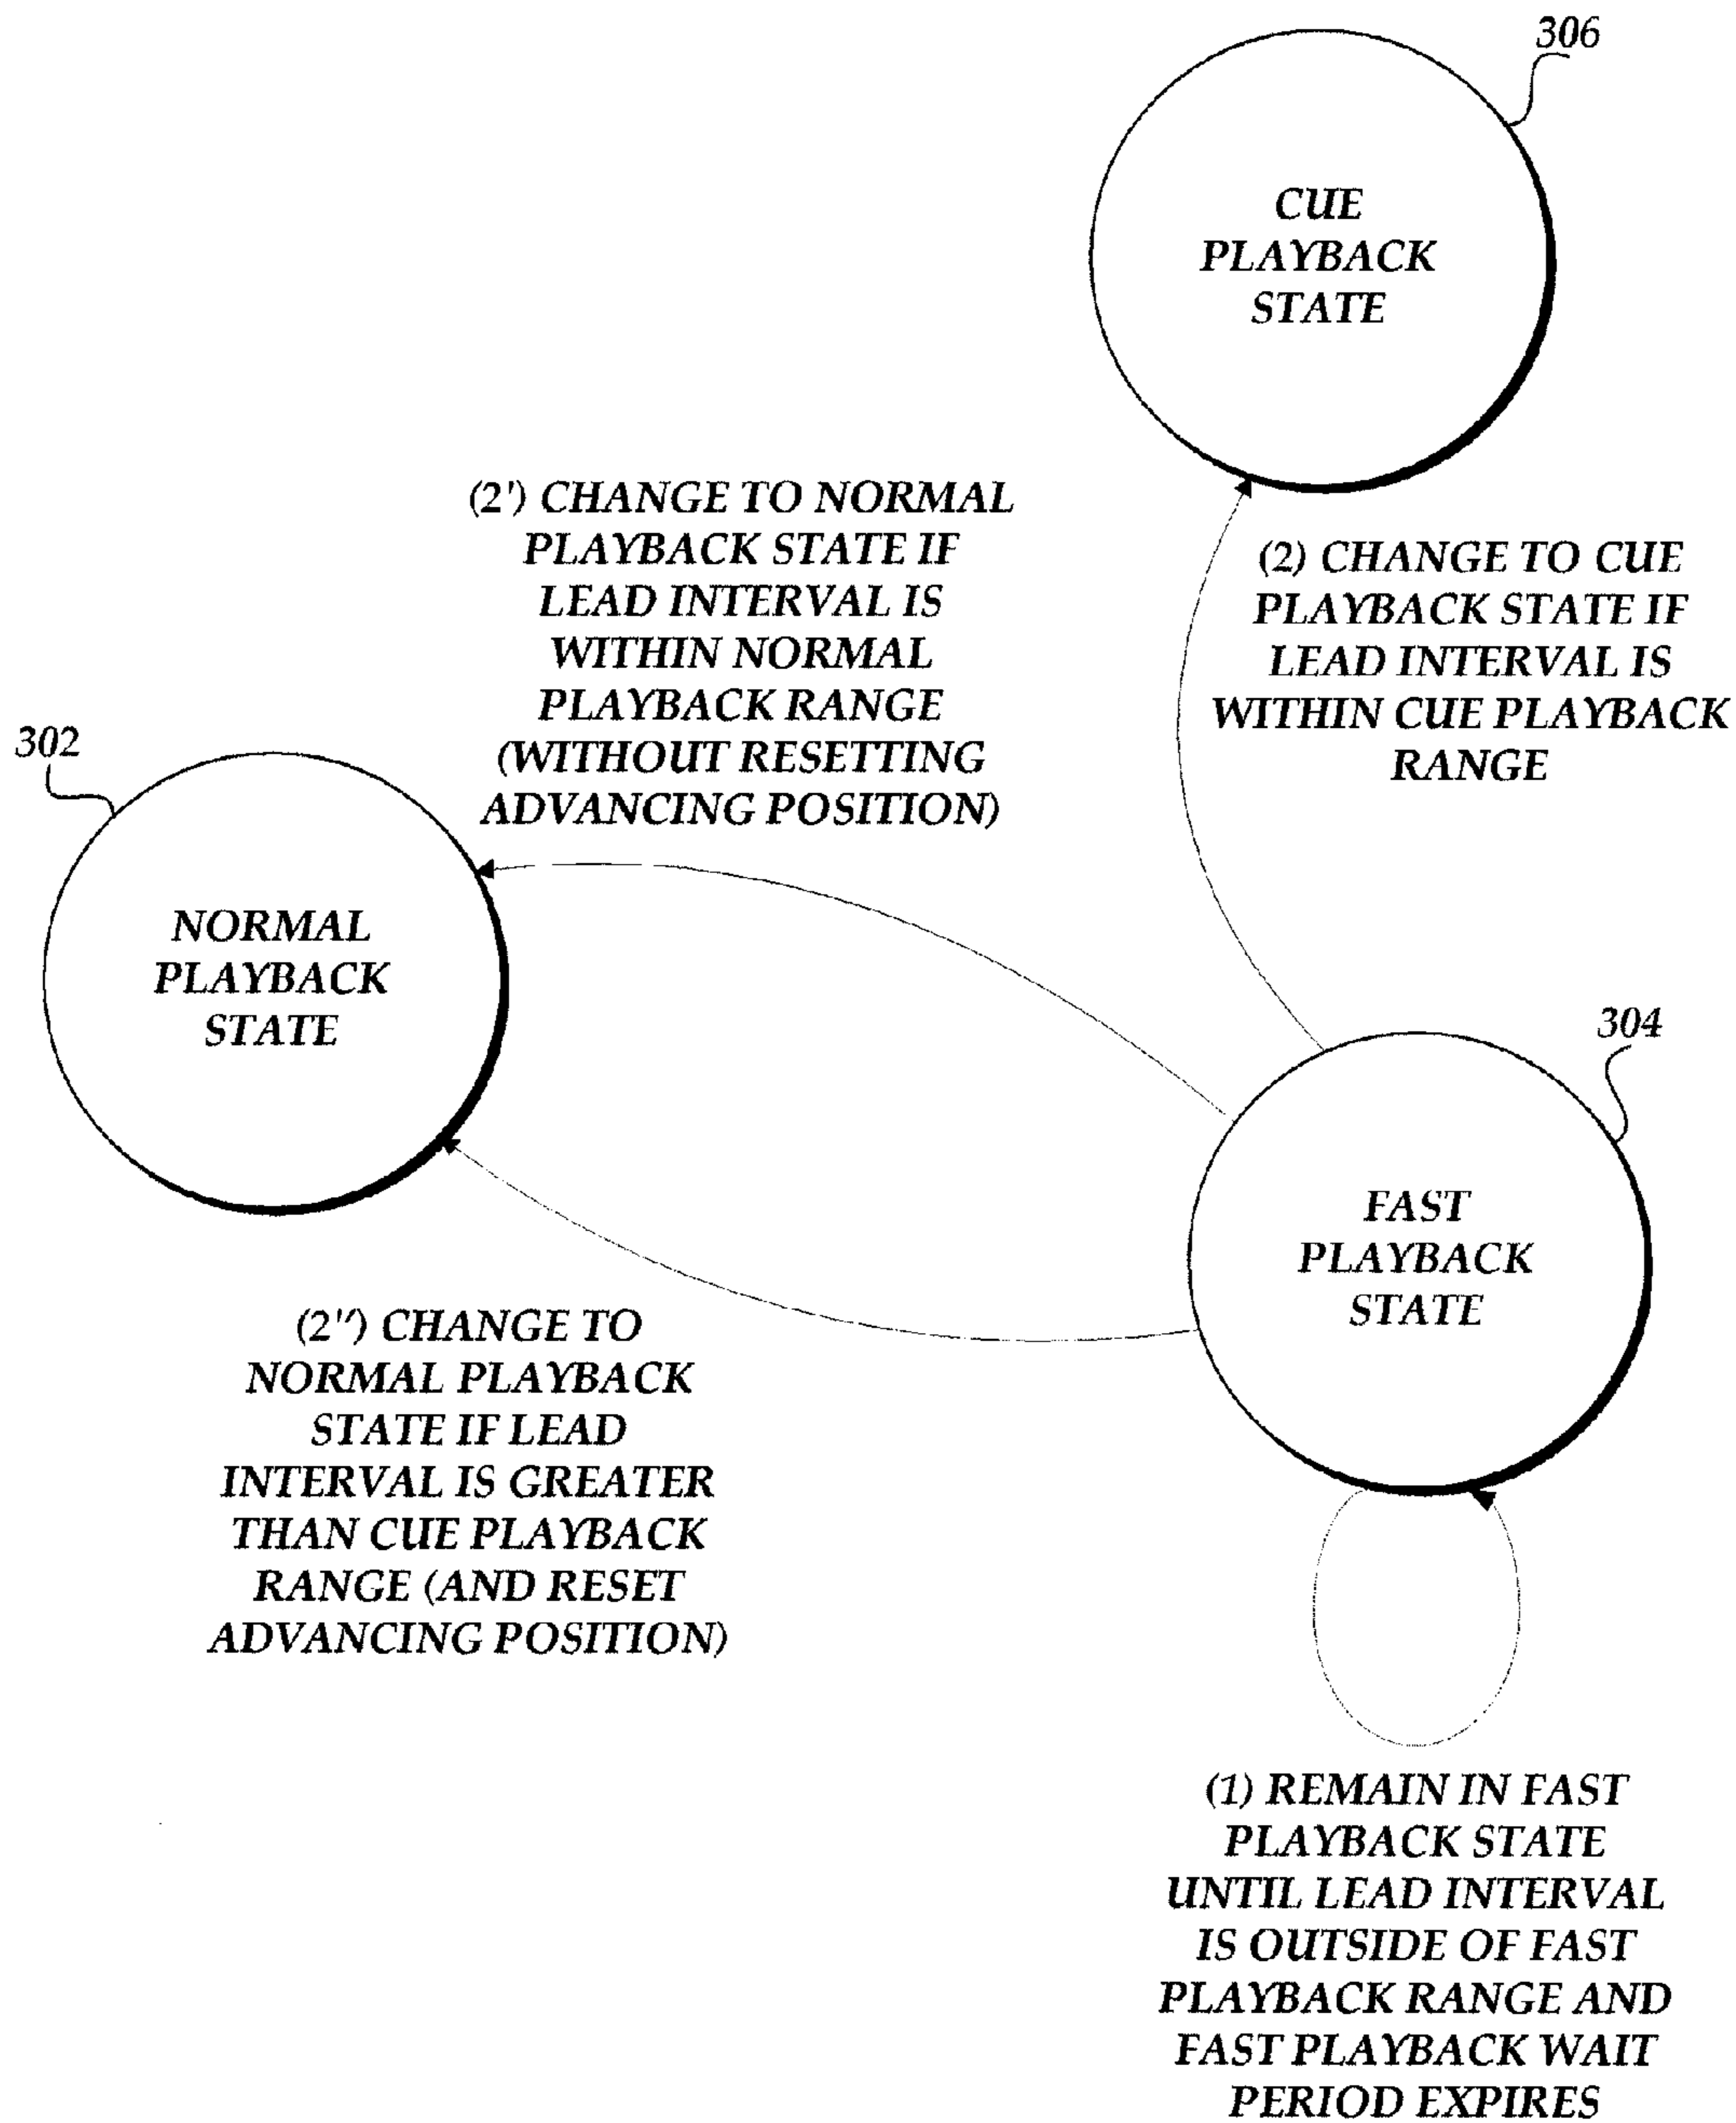 306
CUE
PLAYBACK
STATE
(2') CHANGE TO NORMAL
PLAYBACK STATE IF
LEAD INTERVAL IS
WITHIN NORMAL
PLAYBACK RANGE
(WITHOUT RESETTING
ADVANCING POSITION)
(2) CHANGE TO CUE
PLAYBACK STATE IF
LEAD INTERVAL IS
WITHIN CUE PLAYBACK
RANGE
302
NORMAL
PLAYBACK
STATE
304
FAST
PLAYBACK
STATE
(2'') CHANGE TO
NORMAL PLAYBACK
STATE IF LEAD
INTERVAL IS GREATER
THAN CUE PLAYBACK
RANGE (AND RESET
ADVANCING POSITION)
(1) REMAIN IN FAST
PLAYBACK STATE
UNTIL LEAD INTERVAL
IS OUTSIDE OF FAST
PLAYBACK RANGE AND
FAST PLAYBACK WAIT
PERIOD EXPIRES